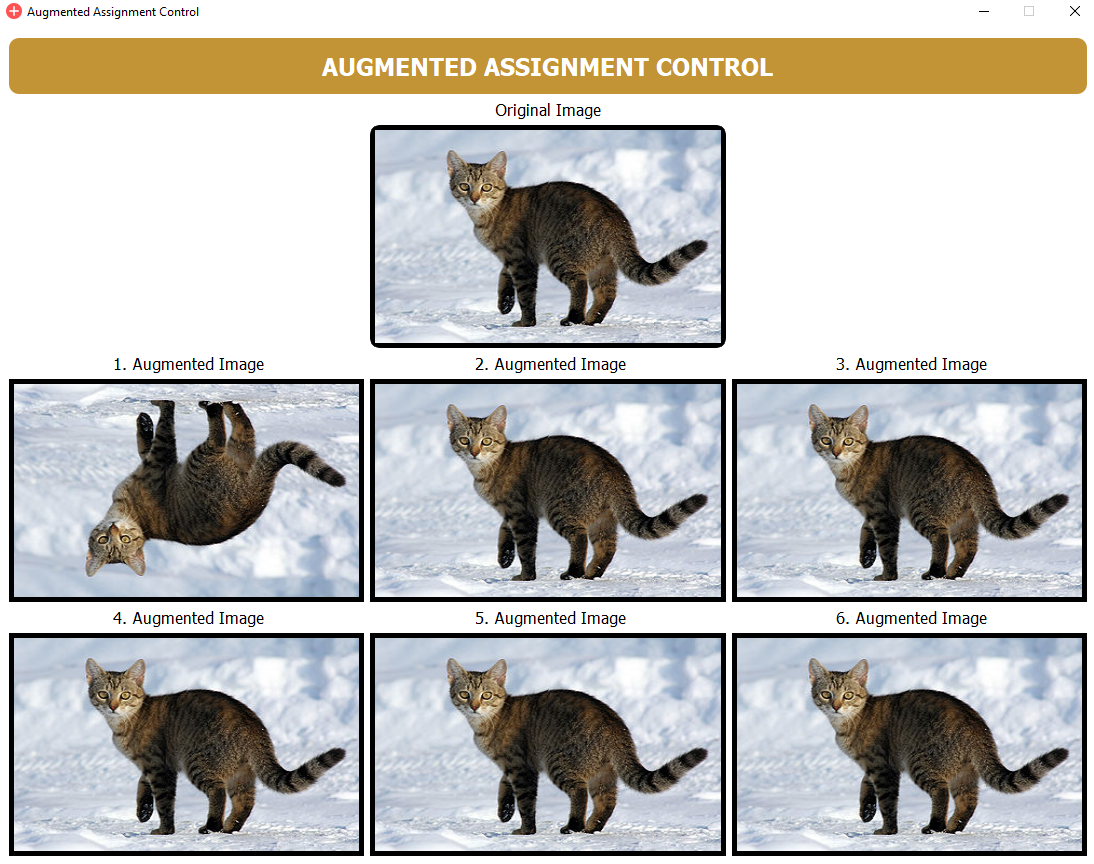 Augmented Assignment Control
AUGMENTED ASSIGNMENT CONTROL
Original Image
1. Augmented Image
2. Augmented Image
3. Augmented Image
4. Augmented Image
5. Augmented Image
6. Augmented Image